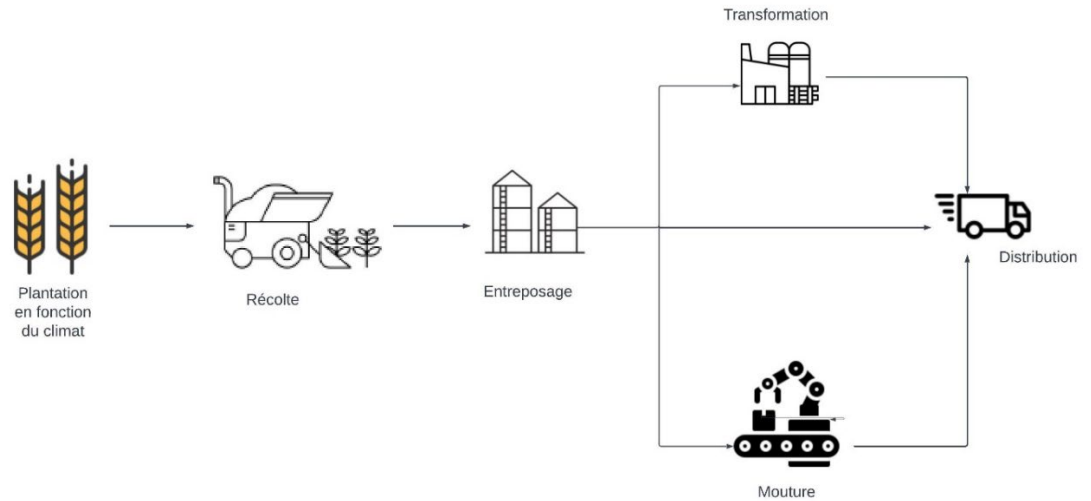 Transformation
Plantation
en fonction
du climat
Récolte
Entreposage
Distribution
Mouture